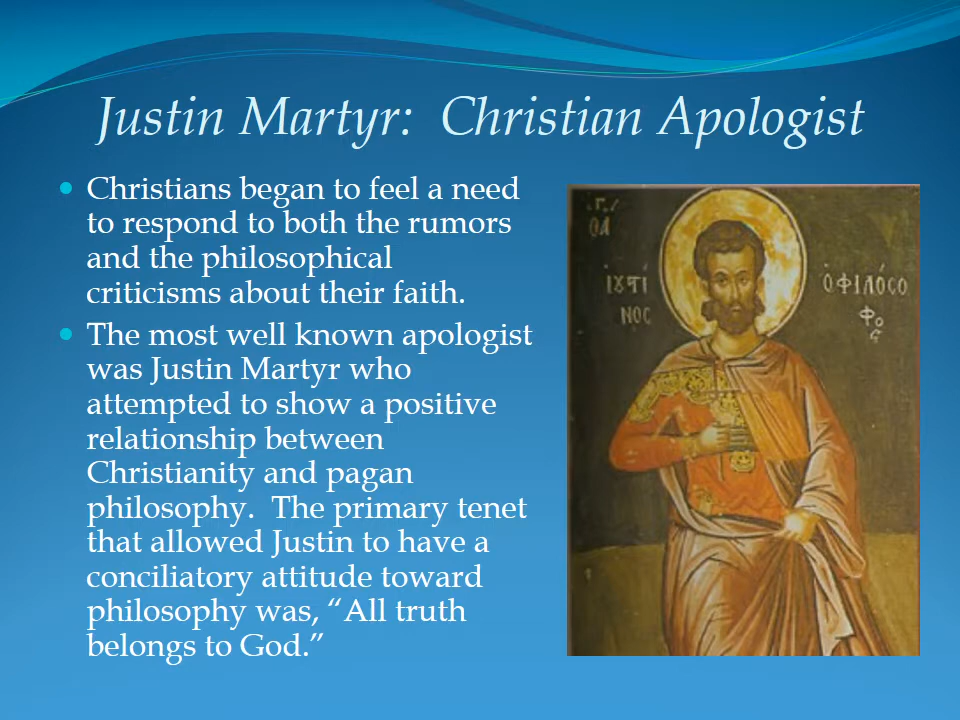 Justin Martyr:  Christian Apologist
• Christians began to feel a need
to respond to both the rumors
and the philosophical
criticisms about their faith.
• The most well known apologist
was Justin Martyr who
attempted to show a positive
relationship between
Christianity and pagan
philosophy.  The primary tenet
that allowed Justin to have a
conciliatory attitude toward
philosophy was, “All truth
belongs to God.”
ἰȣστί
νος
ὁ φιλόσο
φος